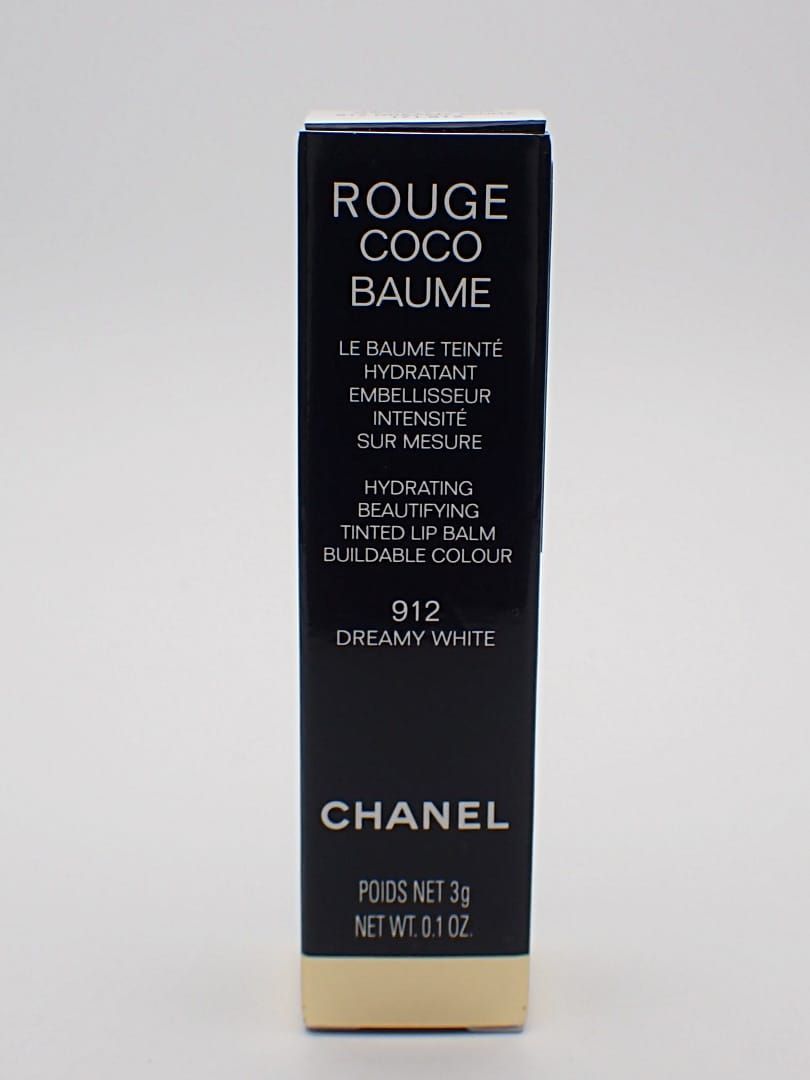 ROUGE
COCO
BAUME
LE BAUME TEINTÉ
HYDRATANT
EMBELLISSEUR
INTENSITÉ
SUR MESURE
HYDRATING
BEAUTIFYING
TINTED LIP BALM
BUILDABLE COLOUR
912
DREAMY WHITE
CHANEL
POIDS NET 3g
NET WT. 0.1 OZ.